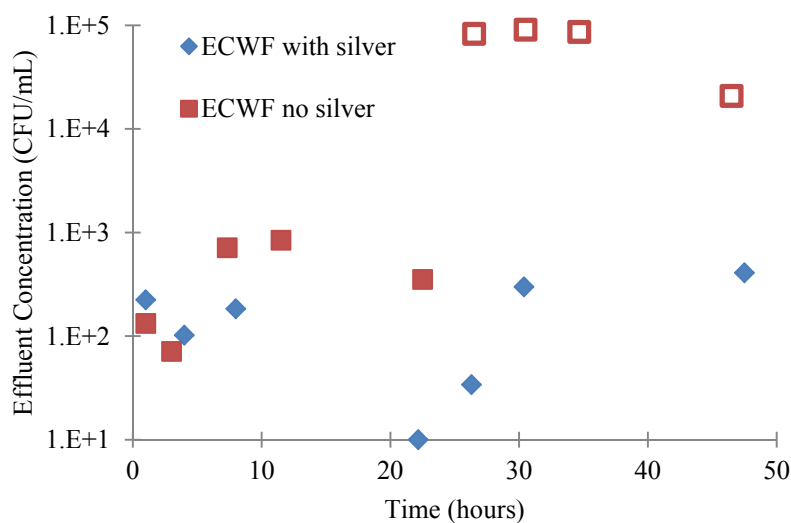 1.E+5
1.E+4
1.E+3
1.E+2
1.E+1
Effluent Concentration (CFU/mL)
ECWF with silver
ECWF no silver
0 10 20 30 40 50
Time (hours)